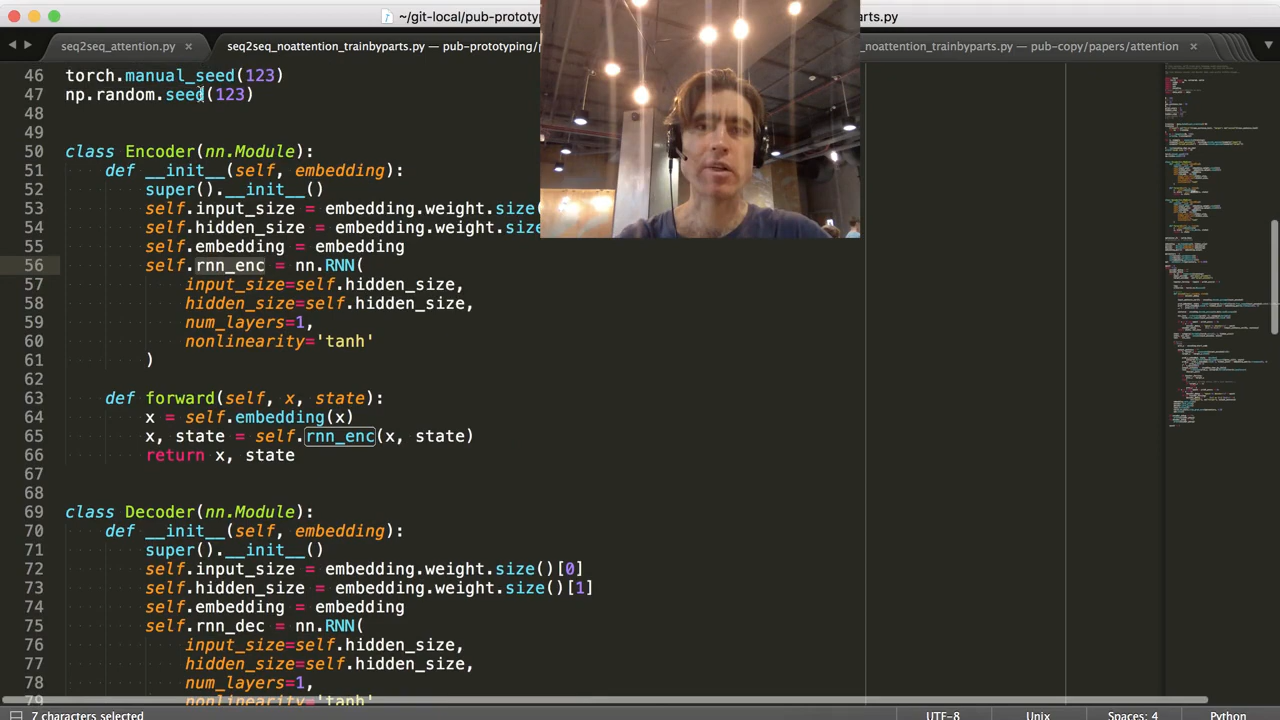 ~/git-local/pub-prototyp
arts.py
seq2seq_attention.py ×
seq2seq_noattention_trainbyparts.py — pub-prototyping/
_noattention_trainbyparts.py — pub-copy/papers/attention ×
46 torch.manual_seed(123)
47 np.random.seed(123)
48
49
50 class Encoder(nn.Module):
51 def __init__(self, embedding):
52 super().__init__()
53 self.input_size = embedding.weight.size(
54 self.hidden_size = embedding.weight.size
55 self.embedding = embedding
56 self.rnn_enc = nn.RNN(
57 input_size=self.hidden_size,
58 hidden_size=self.hidden_size,
59 num_layers=1,
60 nonlinearity='tanh'
61 )
62
63 def forward(self, x, state):
64 x = self.embedding(x)
65 x, state = self.rnn_enc(x, state)
66 return x, state
67
68
69 class Decoder(nn.Module):
70 def __init__(self, embedding):
71 super().__init__()
72 self.input_size = embedding.weight.size()[0]
73 self.hidden_size = embedding.weight.size()[1]
74 self.embedding = embedding
75 self.rnn_dec = nn.RNN(
76 input_size=self.hidden_size,
77 hidden_size=self.hidden_size,
78 num_layers=1,
79 nonlinearity='tanh'
7 characters selected
UTF-8
Unix
Spaces: 4
Python